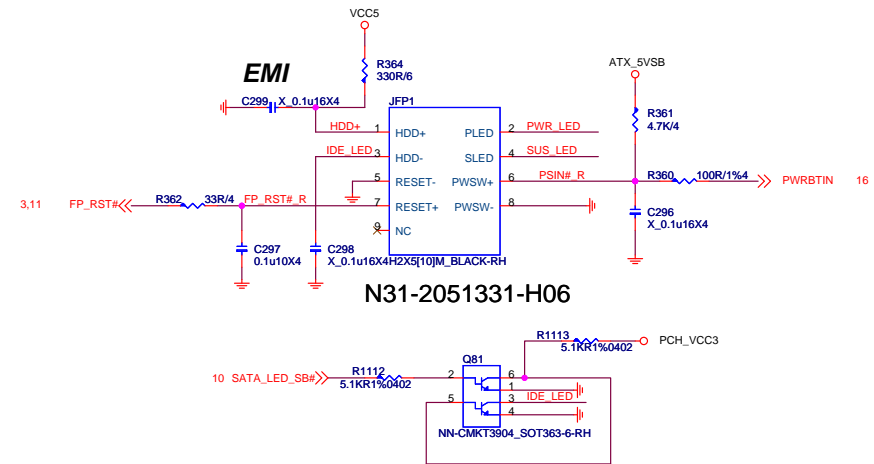 VCC5
R364
330R/6
EMI
C299 X_0.1u16X4
ATX_5VSB
R361
4.7K/4
JFP1
HDD+ 1 HDD+ PLED 2 PWR_LED
IDE_LED 3 HDD- SLED 4 SUS_LED
5 RESET- PWSW+ 6 PSIN#_R R360 100R/1%4 PWRBTIN 16
3,11 FP_RST# R362 33R/4 FP_RST#_R 7 RESET+ PWSW- 8
9 NC
C296
X_0.1u16X4
C297
0.1u10X4
C298
X_0.1u16X4
H2X5[10]M_BLACK-RH
N31-2051331-H06
R1113
5.1KR1%0402
PCH_VCC3
Q81
10 SATA_LED_SB# R1112
5.1KR1%0402
2 6
1
5 3 IDE_LED
4
NN-CMKT3904_SOT363-6-RH